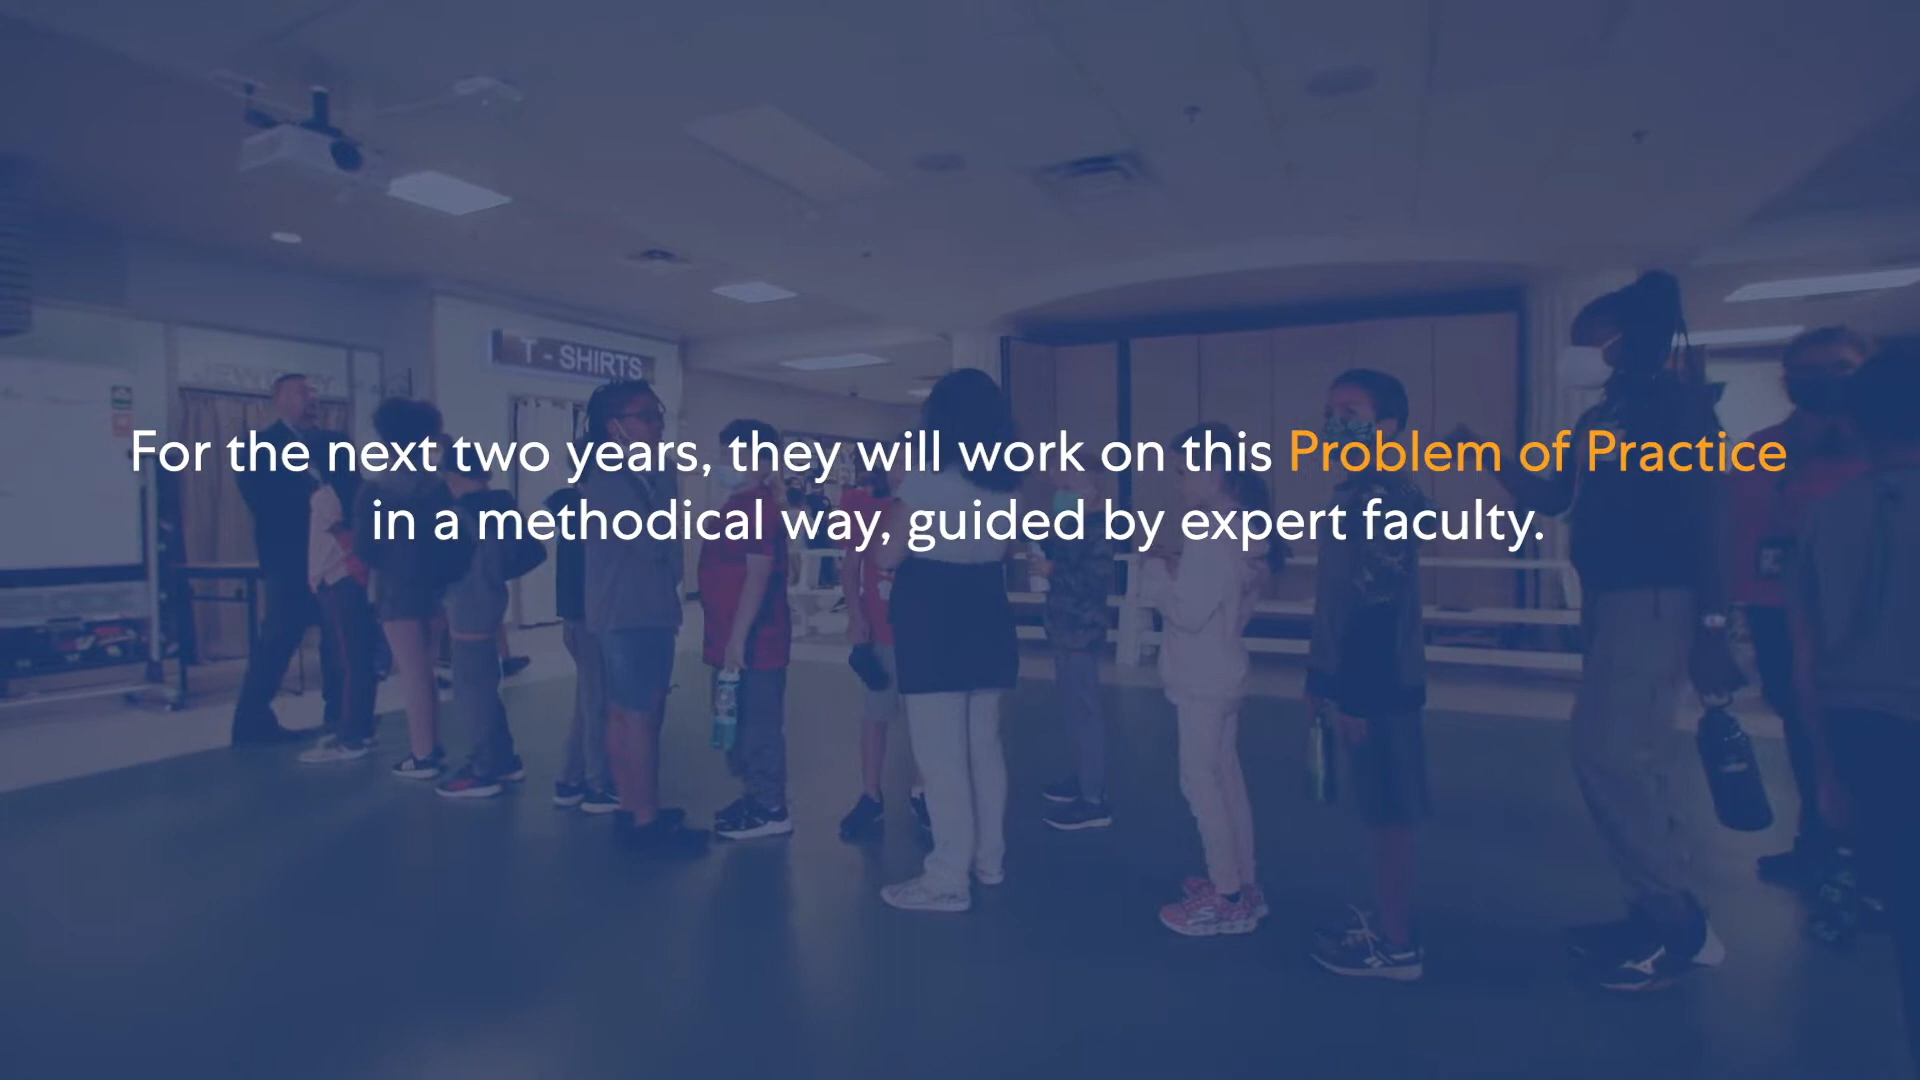 T - SHIRTS
For the next two years, they will work on this Problem of Practice
in a methodical way, guided by expert faculty.